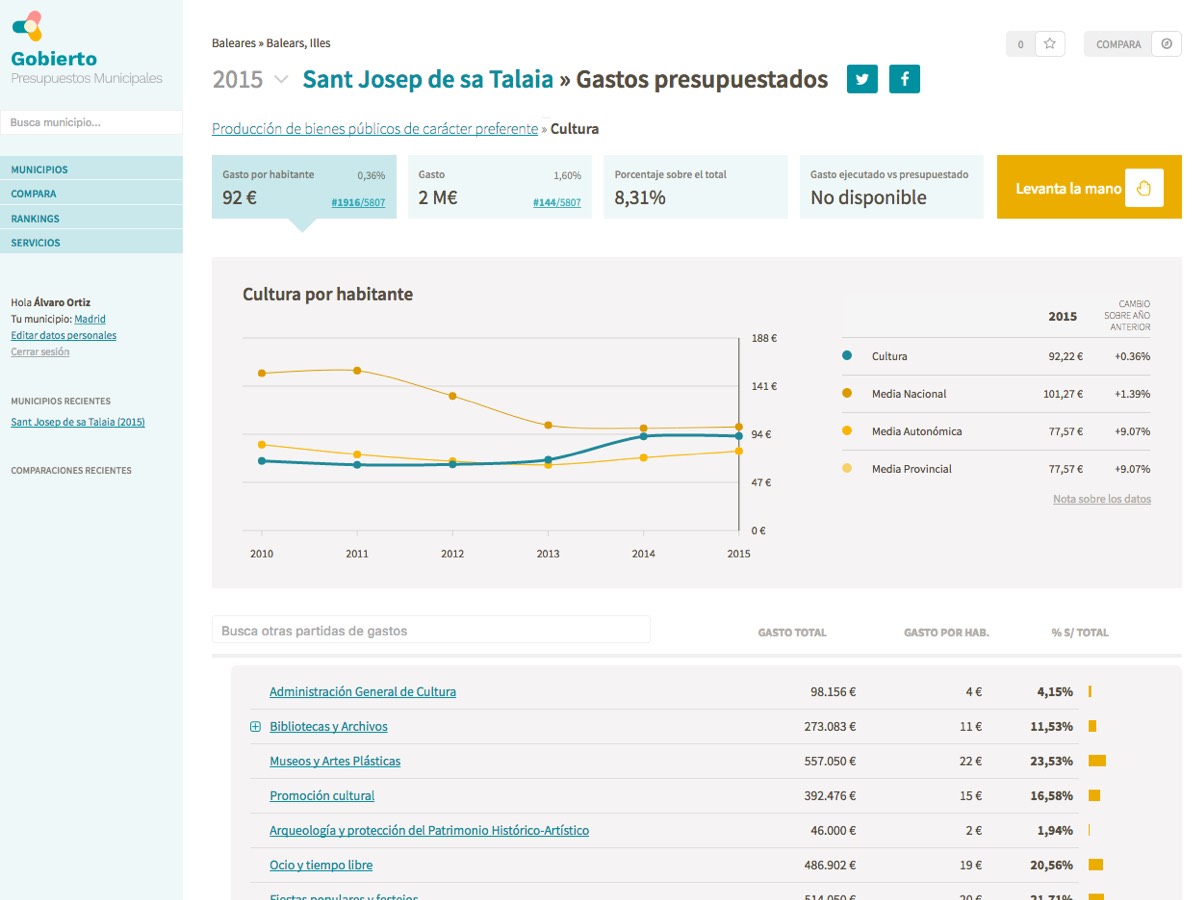 Gobierto
Presupuestos Municipales
Busca municipio...
MUNICIPIOS
COMPARA
RANKINGS
SERVICIOS
Hola Álvaro Ortiz
Tu municipio: Madrid
Editar datos personales
Cerrar sesión
MUNICIPIOS RECIENTES
Sant Josep de sa Talaia (2015)
COMPARACIONES RECIENTES
Baleares » Balears, Illes
0
COMPARA
2015 Sant Josep de sa Talaia » Gastos presupuestados
Producción de bienes públicos de carácter preferente » Cultura
Gasto por habitante 0,36%
92 € #1916/5807
Gasto 1,60%
2 M€ #144/5807
Porcentaje sobre el total
8,31%
Gasto ejecutado vs presupuestado
No disponible
Levanta la mano
Cultura por habitante
188 €
141 €
94 €
47 €
0 €
2010 2011 2012 2013 2014 2015
2015 CAMBIO
SOBRE AÑO
ANTERIOR
Cultura 92,22 € +0.36%
Media Nacional 101,27 € +1.39%
Media Autonómica 77,57 € +9.07%
Media Provincial 77,57 € +9.07%
Nota sobre los datos
Busca otras partidas de gastos GASTO TOTAL GASTO POR HAB. % S/ TOTAL
Administración General de Cultura 98.156 € 4 € 4,15%
Bibliotecas y Archivos 273.083 € 11 € 11,53%
Museos y Artes Plásticas 557.050 € 22 € 23,53%
Promoción cultural 392.476 € 15 € 16,58%
Arqueología y protección del Patrimonio Histórico-Artístico 46.000 € 2 € 1,94%
Ocio y tiempo libre 486.902 € 19 € 20,56%
Fiestas populares y festejos 514.050 € 20 € 21,71%